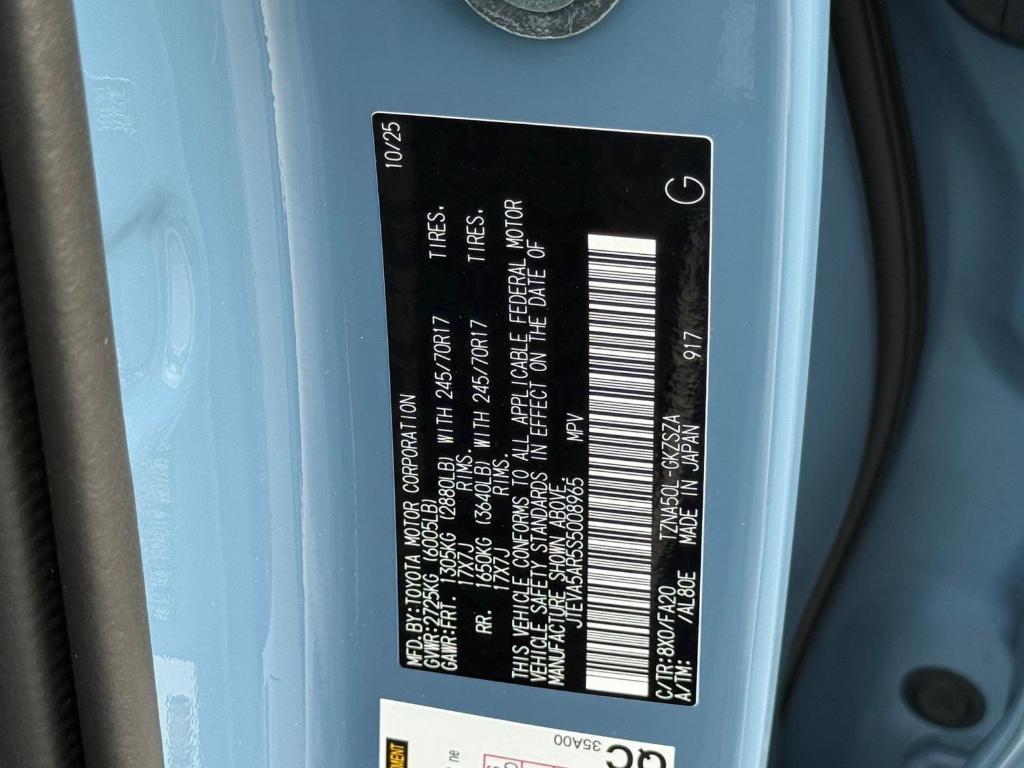 10/25
MFD.BY:TOYOTA MOTOR CORPORATION
GVWR:2725KG (6005LB)
GAWR:FRT. 1305KG (2880LB) WITH 245/70R17 TIRES.
17X7J RIMS.
RR. 1650KG (3640LB) WITH 245/70R17 TIRES.
17X7J RIMS.
THIS VEHICLE CONFORMS TO ALL APPLICABLE FEDERAL MOTOR
VEHICLE SAFETY STANDARDS IN EFFECT ON THE DATE OF
MANUFACTURE SHOWN ABOVE.
JTEVA5AR5S5008965 MPV
C/TR:8X0/FA20 TZNA50L-GKZSZA
A/TM: /AL80E MADE IN JAPAN 917
G
35A00
ne